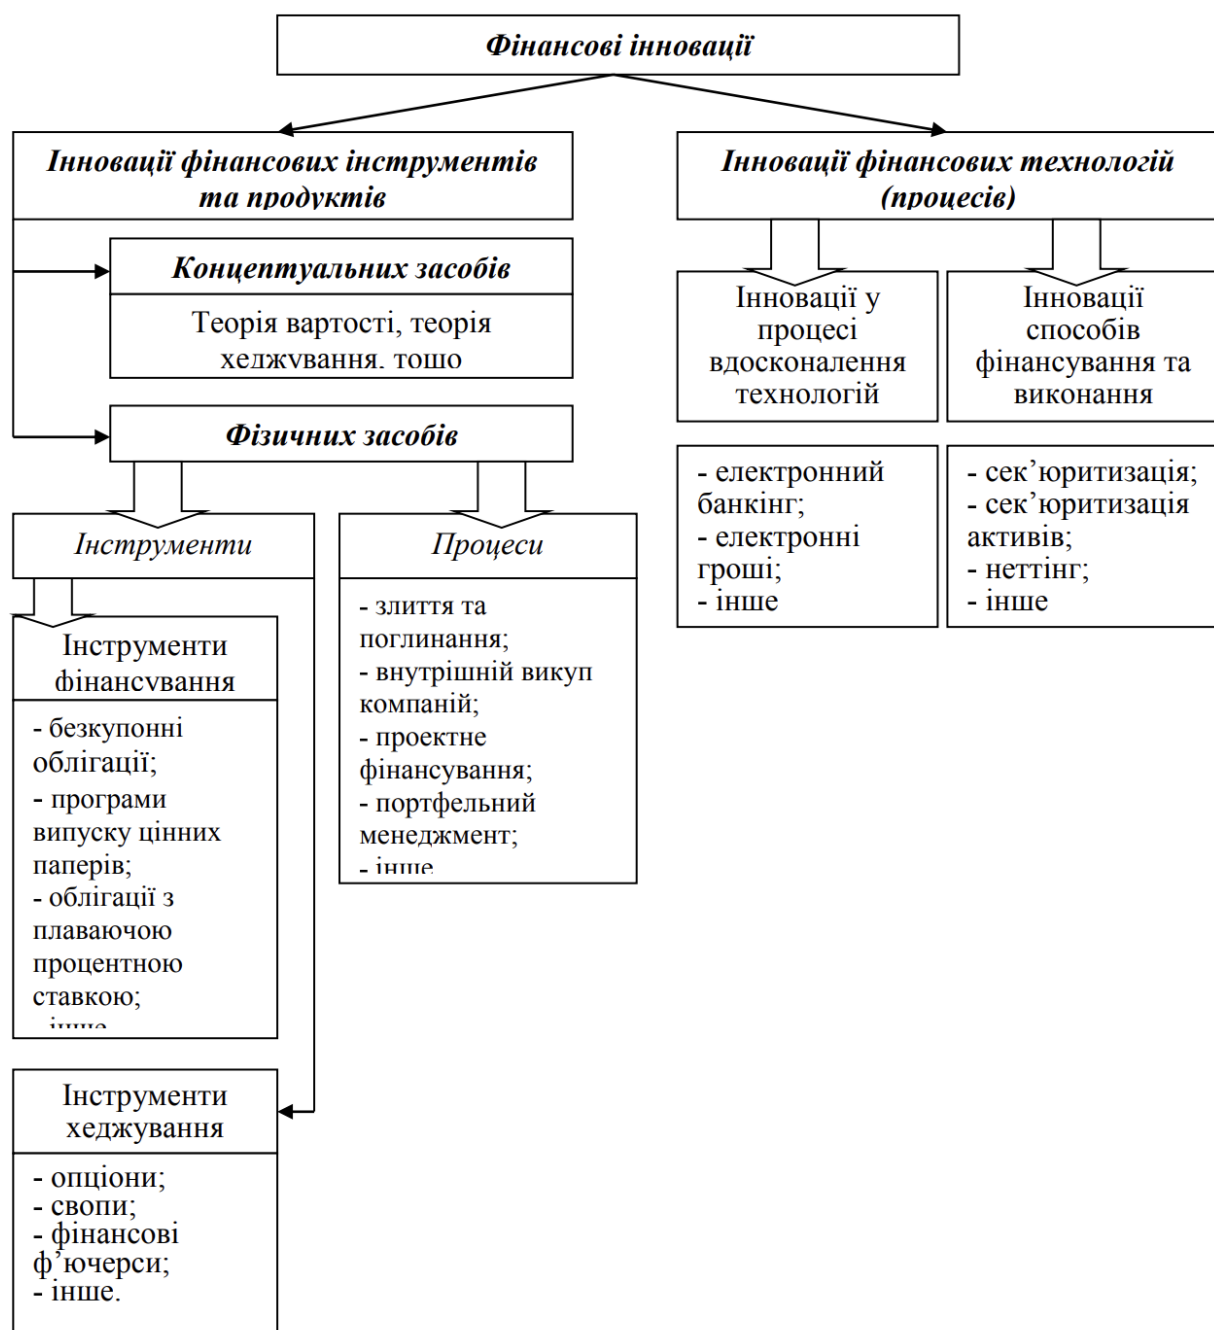 Фінансові інновації
Інновації фінансових інструментів
та продуктів
Концептуальних засобів
Теорія вартості, теорія
хеджування, тощо
Фізичних засобів
Інструменти
Інструменти
фінансування
- безкупонні
облігації;
- програми
випуску цінних
паперів;
- облігації з
плаваючою
процентною
ставкою;
- інше
Інструменти
хеджування
- опціони;
- свопи;
- фінансові
ф’ючерси;
- інше.
Процеси
- злиття та
поглинання;
- внутрішній викуп
компаній;
- проектне
фінансування;
- портфельний
менеджмент;
- інше
Інновації фінансових технологій
(процесів)
Інновації у
процесі
вдосконалення
технологій
- електронний
банкінг;
- електронні
гроші;
- інше
Інновації
способів
фінансування та
виконання
- сек’юритизація;
- сек’юритизація
активів;
- неттінг;
- інше